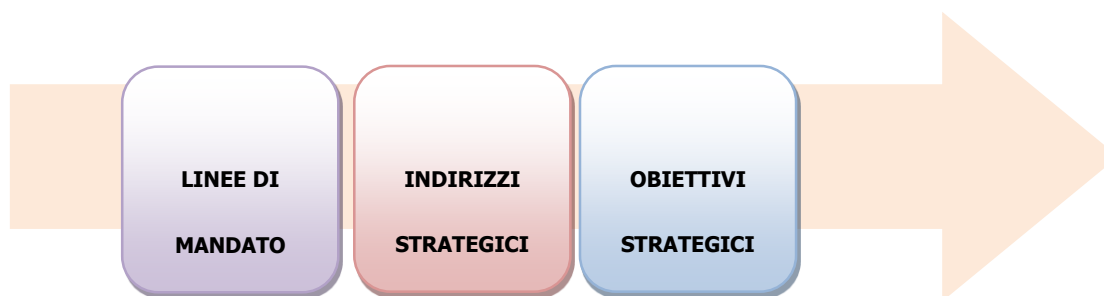 LINEE DI
MANDATO
INDIRIZZI
STRATEGICI
OBIETTIVI
STRATEGICI